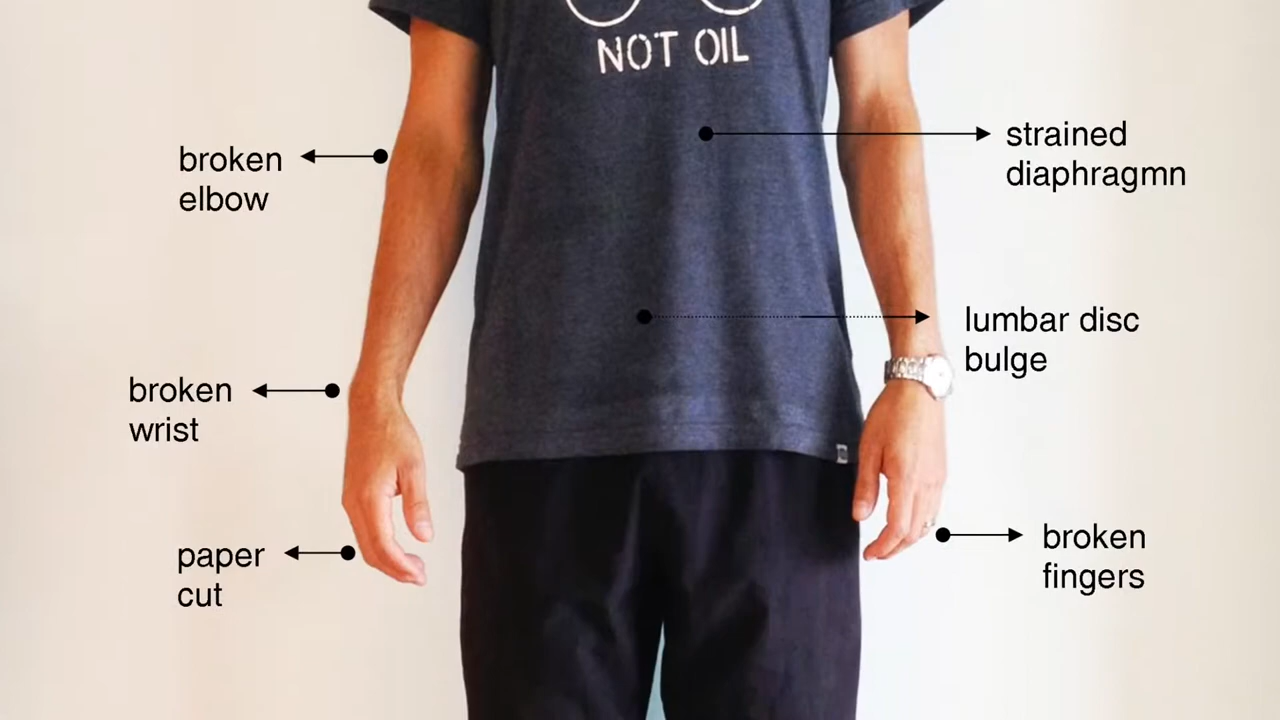 NOT OIL
broken
elbow
strained
diaphragmn
lumbar disc
bulge
broken
wrist
paper
cut
broken
fingers